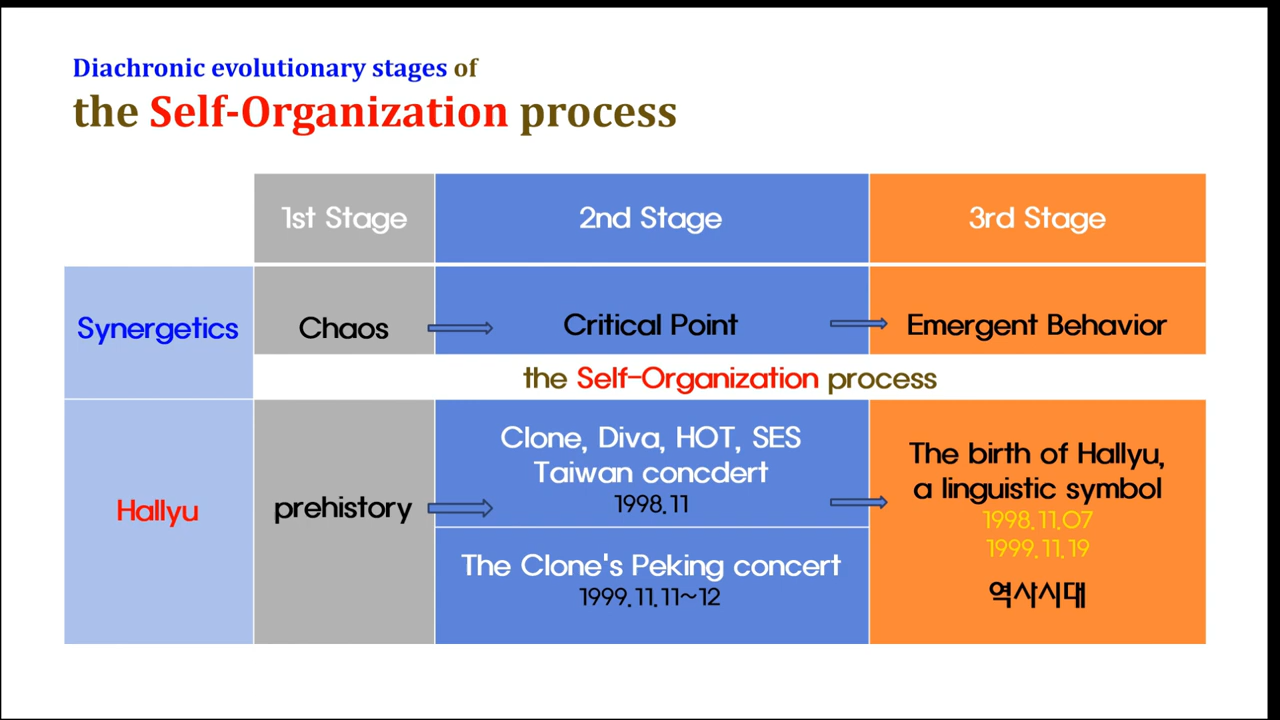 Diachronic evolutionary stages of
the Self-Organization process
1st Stage
2nd Stage
3rd Stage
Synergetics
Chaos
Critical Point
Emergent Behavior
the Self-Organization process
Hallyu
prehistory
Clone, Diva, HOT, SES
Taiwan concdert
1998.11
The Clone's Peking concert
1999.11.11~12
The birth of Hallyu,
a linguistic symbol
1998.11.07
1999.11.19
역사시대